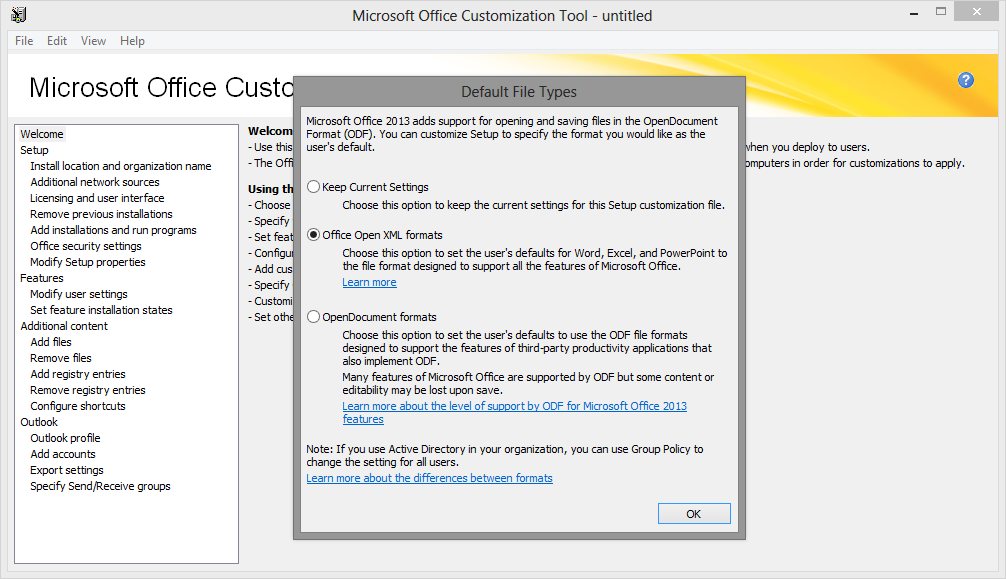 Microsoft Office Customization Tool - untitled
File Edit View Help
Microsoft Office Custo
Welcome
Setup
Install location and organization name
Additional network sources
Licensing and user interface
Remove previous installations
Add installations and run programs
Office security settings
Modify Setup properties
Features
Modify user settings
Set feature installation states
Additional content
Add files
Remove files
Add registry entries
Remove registry entries
Configure shortcuts
Outlook
Outlook profile
Add accounts
Export settings
Specify Send/Receive groups
Welcom
- Use this
when you deploy to users.
- The Offi
omputers in order for customizations to apply.
Using th
- Choose
- Specify
- Set feat
- Configur
- Add cus
- Specify
- Customi
- Set othe
Default File Types
Microsoft Office 2013 adds support for opening and saving files in the OpenDocument
Format (ODF). You can customize Setup to specify the format you would like as the
user's default.
Keep Current Settings
Choose this option to keep the current settings for this Setup customization file.
Office Open XML formats
Choose this option to set the user's defaults for Word, Excel, and PowerPoint to
the file format designed to support all the features of Microsoft Office.
Learn more
OpenDocument formats
Choose this option to set the user's defaults to use the ODF file formats
designed to support the features of third-party productivity applications that
also implement ODF.
Many features of Microsoft Office are supported by ODF but some content or
editability may be lost upon save.
Learn more about the level of support by ODF for Microsoft Office 2013
features
Note: If you use Active Directory in your organization, you can use Group Policy to
change the setting for all users.
Learn more about the differences between formats
OK